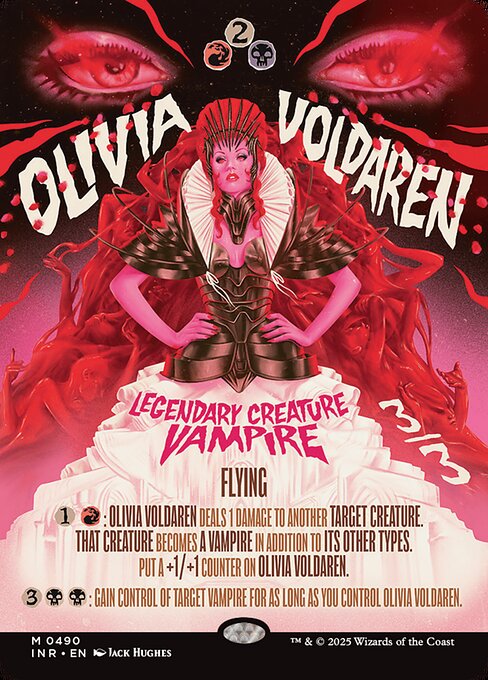 2
OLIVIA VOLDAREN
LEGENDARY CREATURE
VAMPIRE
3/3
FLYING
1 : OLIVIA VOLDAREN DEALS 1 DAMAGE TO ANOTHER TARGET CREATURE.
THAT CREATURE BECOMES A VAMPIRE IN ADDITION TO ITS OTHER TYPES.
PUT A +1/+1 COUNTER ON OLIVIA VOLDAREN.
3 : GAIN CONTROL OF TARGET VAMPIRE FOR AS LONG AS YOU CONTROL OLIVIA VOLDAREN.
M 0490
INR • EN JACK HUGHES
™ & © 2025 Wizards of the Coast